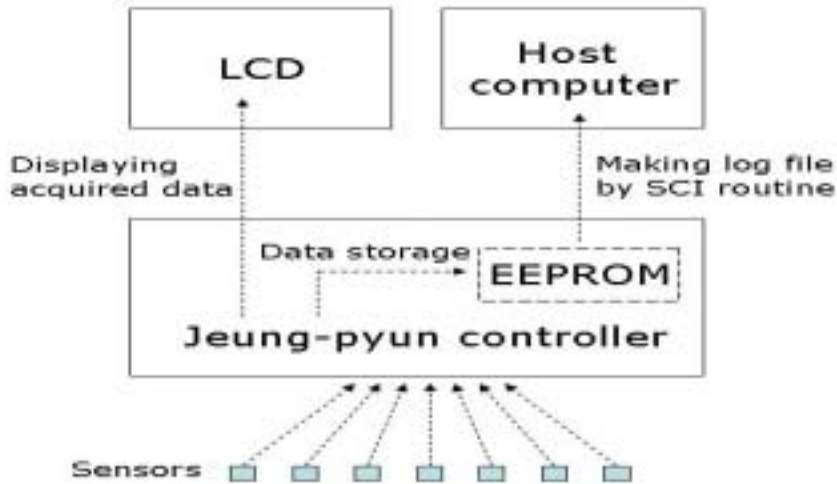 LCD
Host
computer
Displaying
acquired data
Making log file
by SCI routine
Data storage
EEPROM
Jeung-pyun controller
Sensors